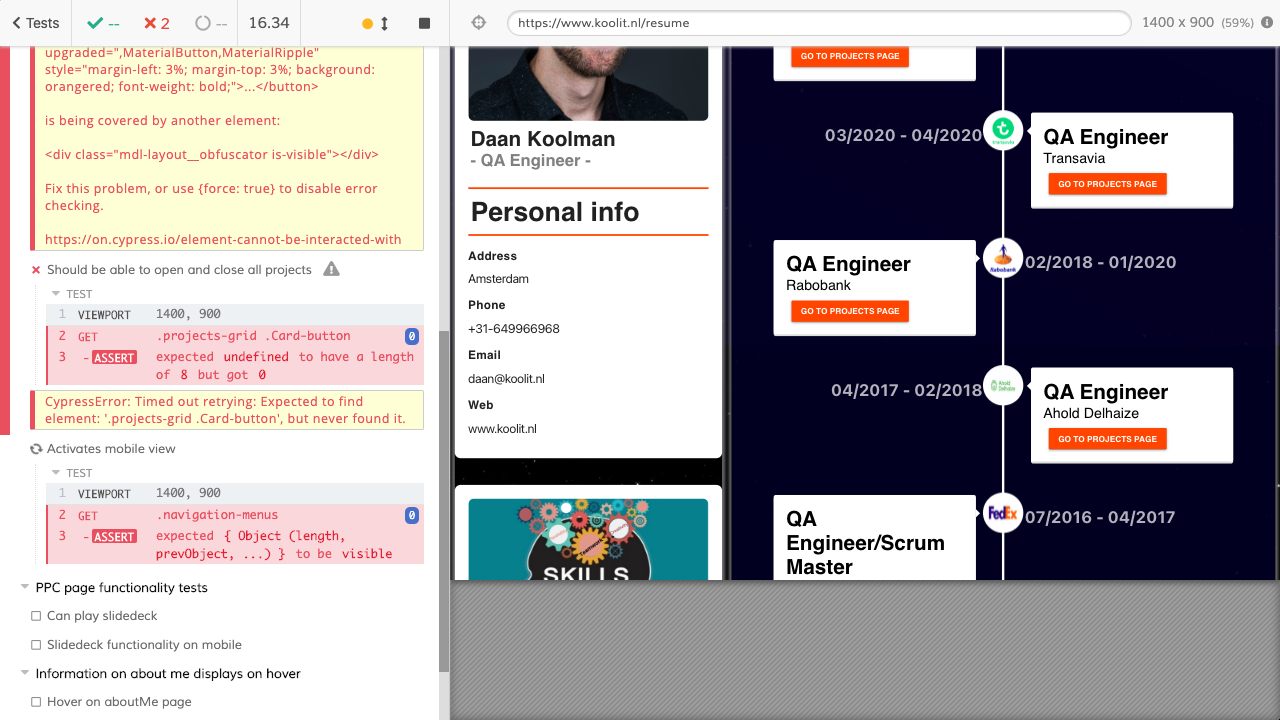 Tests
--
2
--
16.34
https://www.koolit.nl/resume
1400 x 900 (59%)
upgraded=",MaterialButton,MaterialRipple"
style="margin-left: 3%; margin-top: 3%; background:
orangered; font-weight: bold;">...</button>
is being covered by another element:
<div class="mdl-layout__obfuscator is-visible"></div>
Fix this problem, or use {force: true} to disable error
checking.
https://on.cypress.io/element-cannot-be-interacted-with
Should be able to open and close all projects
TEST
1 VIEWPORT 1400, 900
2 GET .projects-grid .Card-button 0
3 -ASSERT expected undefined to have a length
of 8 but got 0
CypressError: Timed out retrying: Expected to find
element: '.projects-grid .Card-button', but never found it.
Activates mobile view
TEST
1 VIEWPORT 1400, 900
2 GET .navigation-menus 0
3 -ASSERT expected { Object (length,
prevObject, ...) } to be visible
PPC page functionality tests
Can play slidedeck
Slidedeck functionality on mobile
Information on about me displays on hover
Hover on aboutMe page
Daan Koolman
- QA Engineer -
Personal info
Address
Amsterdam
Phone
+31-649966968
Email
daan@koolit.nl
Web
www.koolit.nl
SKILLS
GO TO PROJECTS PAGE
03/2020 - 04/2020
transavia
QA Engineer
Transavia
GO TO PROJECTS PAGE
QA Engineer
Rabobank
GO TO PROJECTS PAGE
Rabobank
02/2018 - 01/2020
04/2017 - 02/2018
Ahold
Delhaize
QA Engineer
Ahold Delhaize
GO TO PROJECTS PAGE
QA
Engineer/Scrum
Master
FedEx
07/2016 - 04/2017